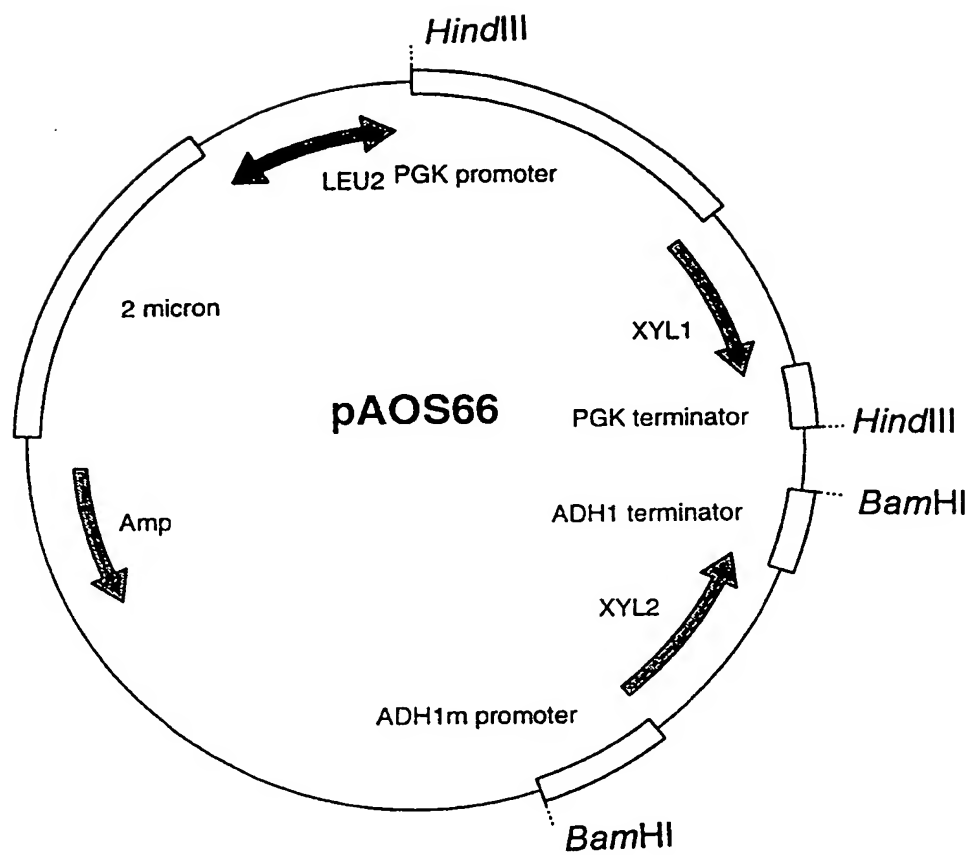 HindIII
LEU2 PGK promoter
2 micron
XYL1
pAOS66
PGK terminator
HindIII
BamHI
ADH1 terminator
Amp
XYL2
ADH1m promoter
BamHI